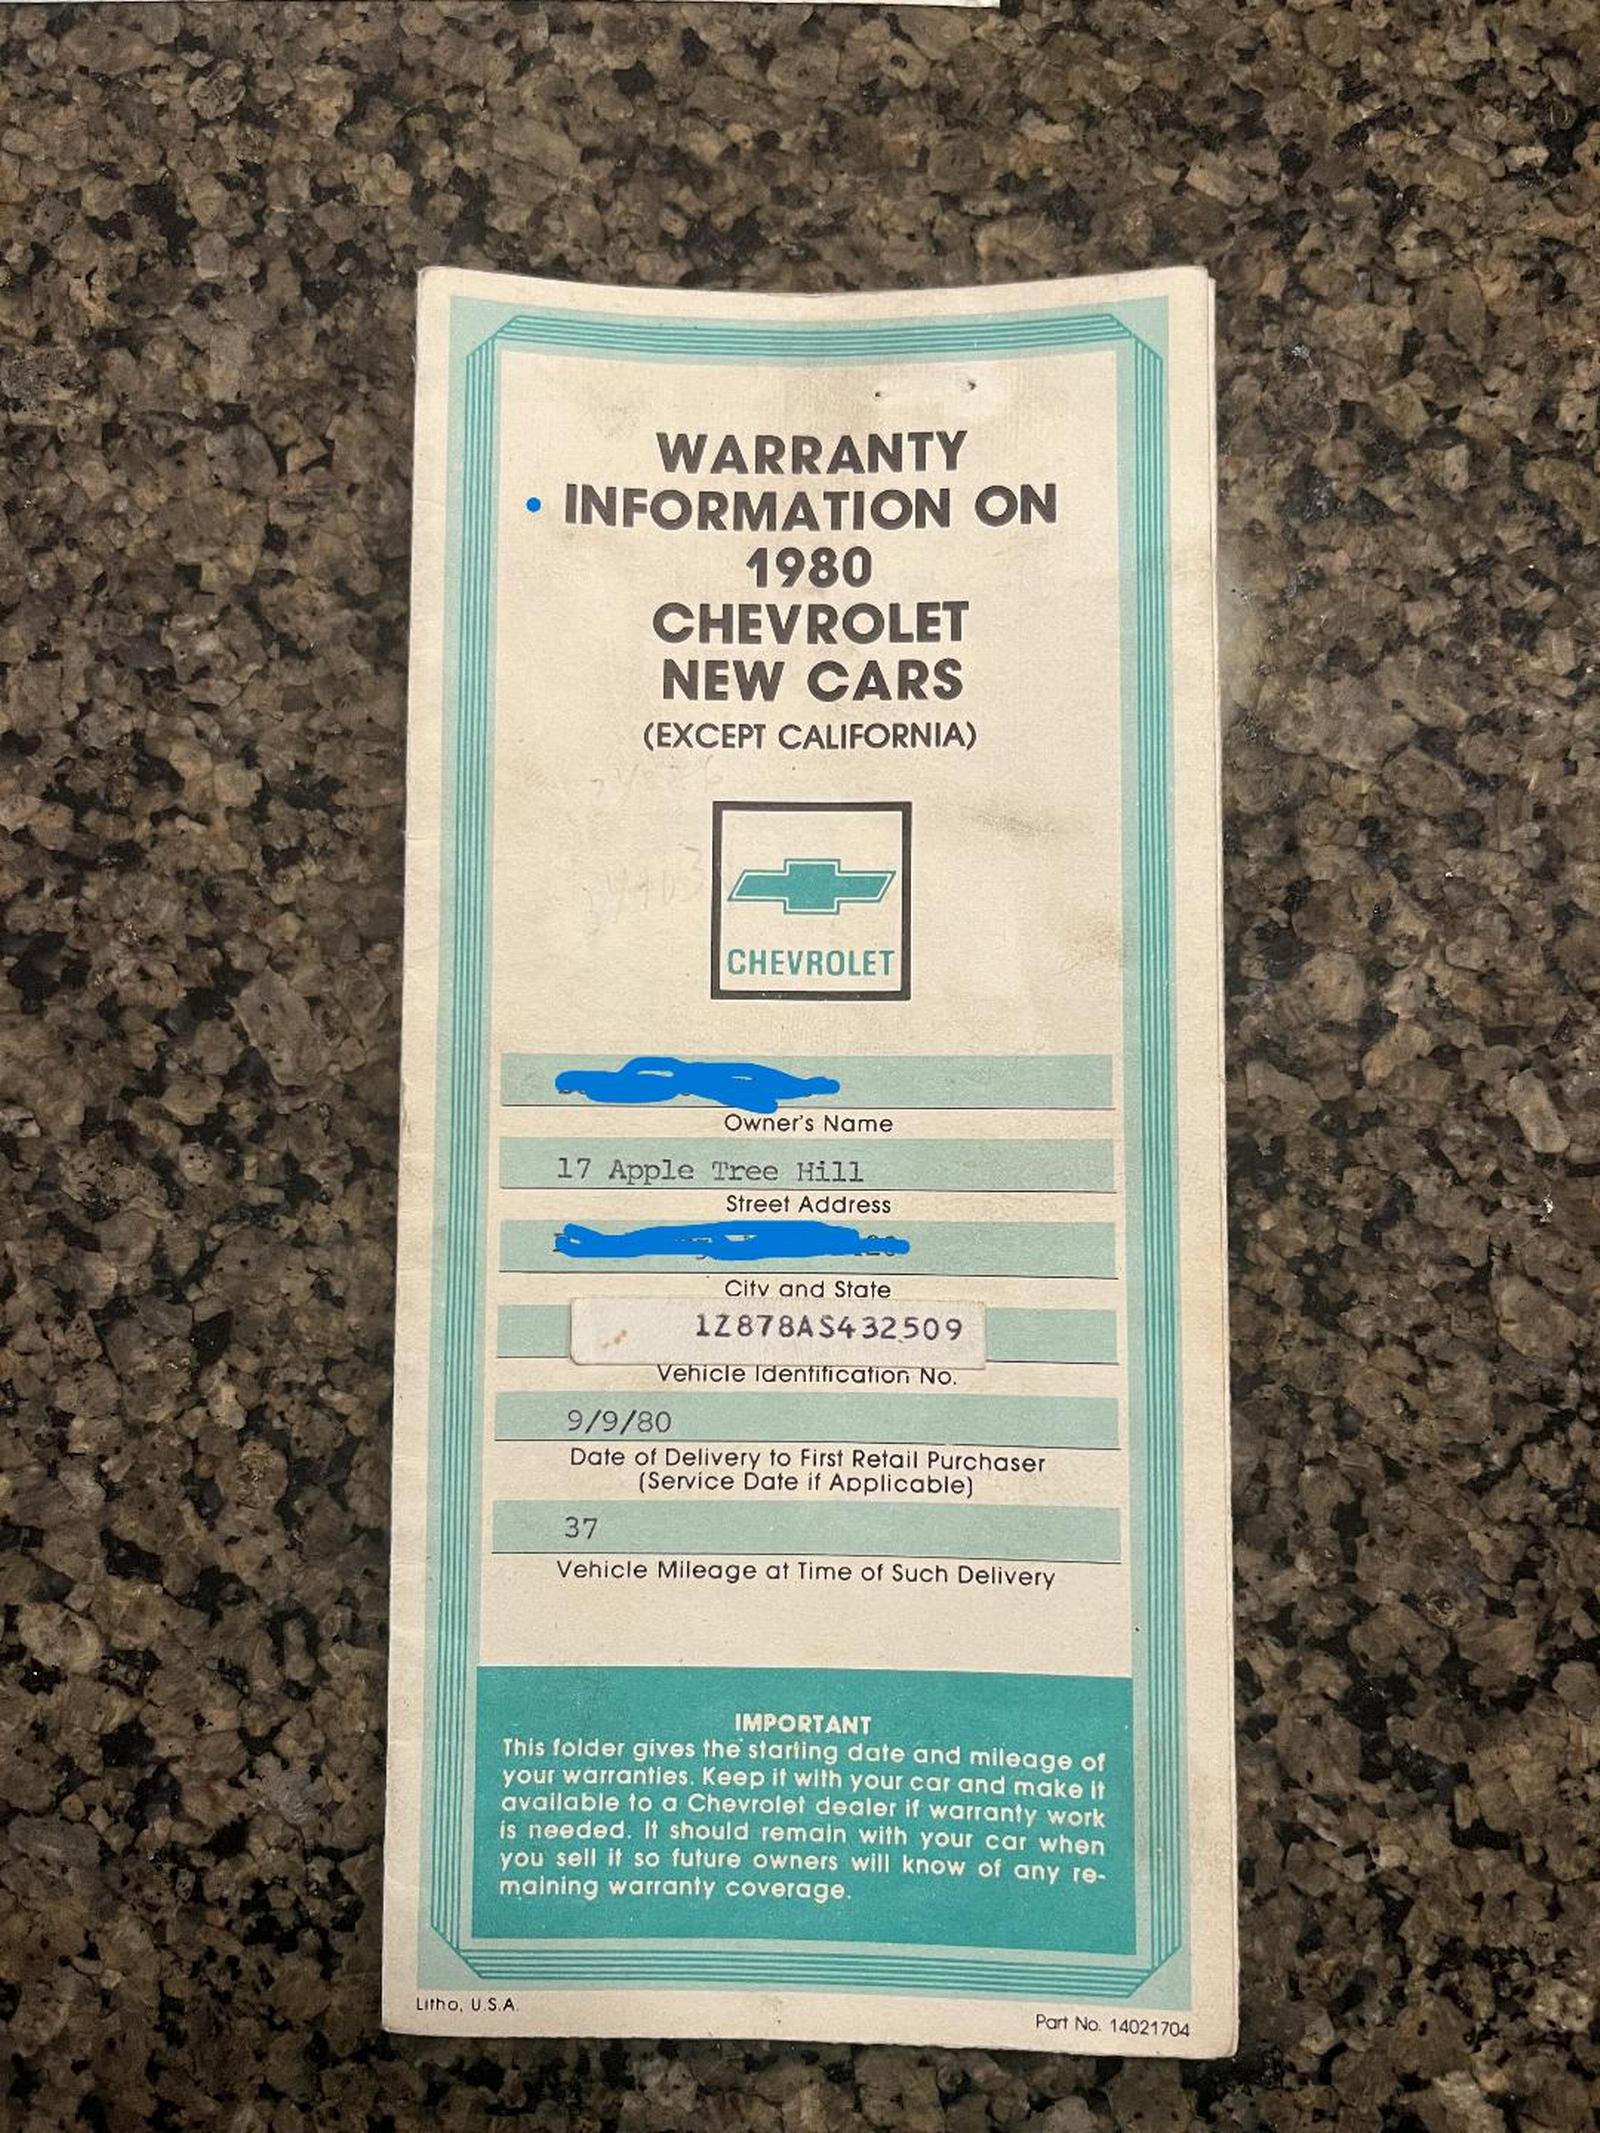 WARRANTY
INFORMATION ON
1980
CHEVROLET
NEW CARS
(EXCEPT CALIFORNIA)
CHEVROLET
Owner's Name
17 Apple Tree Hill
Street Address
City and State
1Z878AS432509
Vehicle Identification No.
9/9/80
Date of Delivery to First Retail Purchaser
(Service Date if Applicable)
37
Vehicle Mileage at Time of Such Delivery
IMPORTANT
This folder gives the starting date and mileage of
your warranties. Keep it with your car and make it
available to a Chevrolet dealer if warranty work
is needed. It should remain with your car when
you sell it so future owners will know of any re-
maining warranty coverage.
Litho, U.S.A.
Part No. 14021704